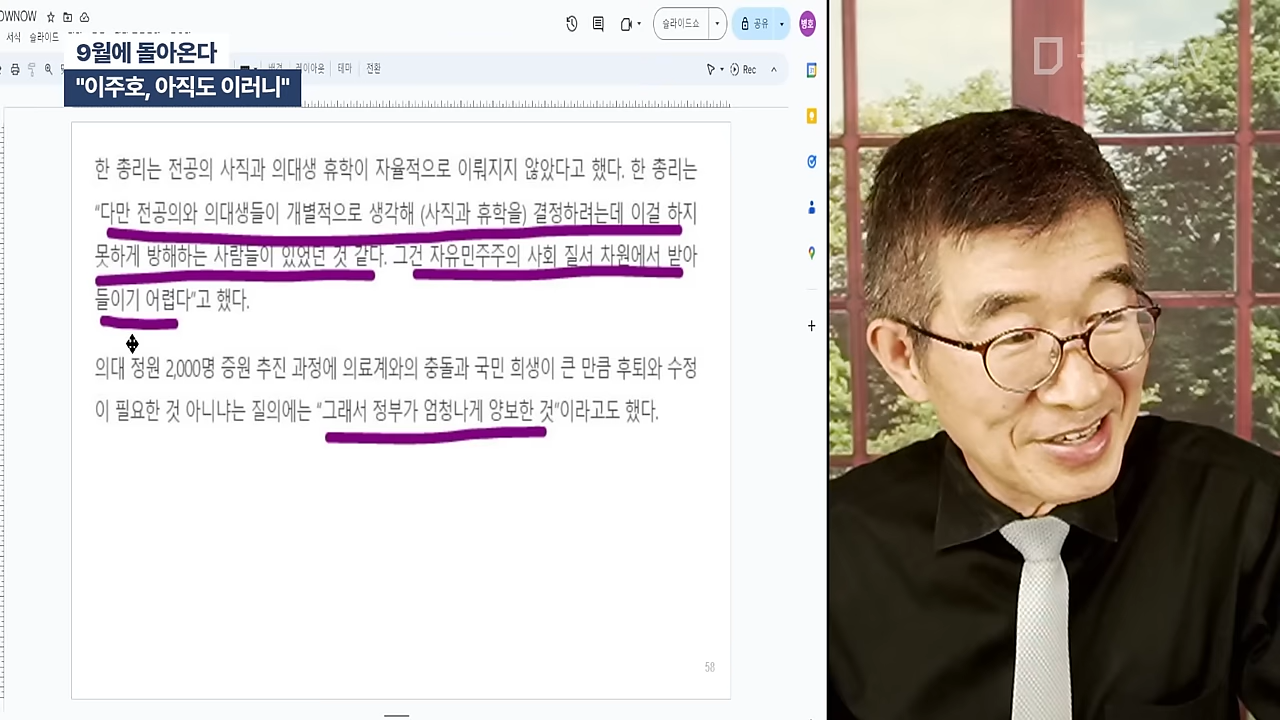 OWNOW
서식 슬라이드
슬라이드쇼
공유
병호
9월에 돌아온다
"이주호, 아직도 이러니"
테마 전환
Rec
한 총리는 전공의 사직과 의대생 휴학이 자율적으로 이뤄지지 않았다고 했다. 한 총리는
“다만 전공의와 의대생들이 개별적으로 생각해 (사직과 휴학을) 결정하려는데 이걸 하지
못하게 방해하는 사람들이 있었던 것 같다. 그건 자유민주주의 사회 질서 차원에서 받아
들이기 어렵다”고 했다.
의대 정원 2,000명 증원 추진 과정에 의료계와의 충돌과 국민 희생이 큰 만큼 후퇴와 수정
이 필요한 것 아니냐는 질의에는 “그래서 정부가 엄청나게 양보한 것”이라고도 했다.
58